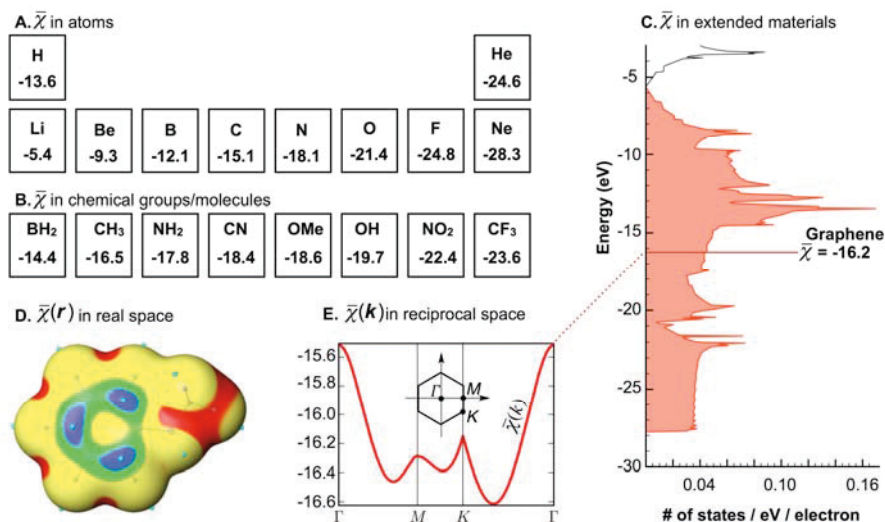 A. χ̄ in atoms
H
-13.6
He
-24.6
Li
-5.4
Be
-9.3
B
-12.1
C
-15.1
N
-18.1
O
-21.4
F
-24.8
Ne
-28.3
B. χ̄ in chemical groups/molecules
BH₂
-14.4
CH₃
-16.5
NH₂
-17.8
CN
-18.4
OMe
-18.6
OH
-19.7
NO₂
-22.4
CF₃
-23.6
C. χ̄ in extended materials
-5
-10
-15
-20
-25
-30
Energy (eV)
Graphene
χ̄ = -16.2
0.04
0.10
0.16
# of states / eV / electron
D. χ̄(r) in real space
E. χ̄(k) in reciprocal space
-15.6
-15.8
-16.0
-16.2
-16.4
-16.6
Γ
M
K
χ̄(k)
Γ
M
K
Γ